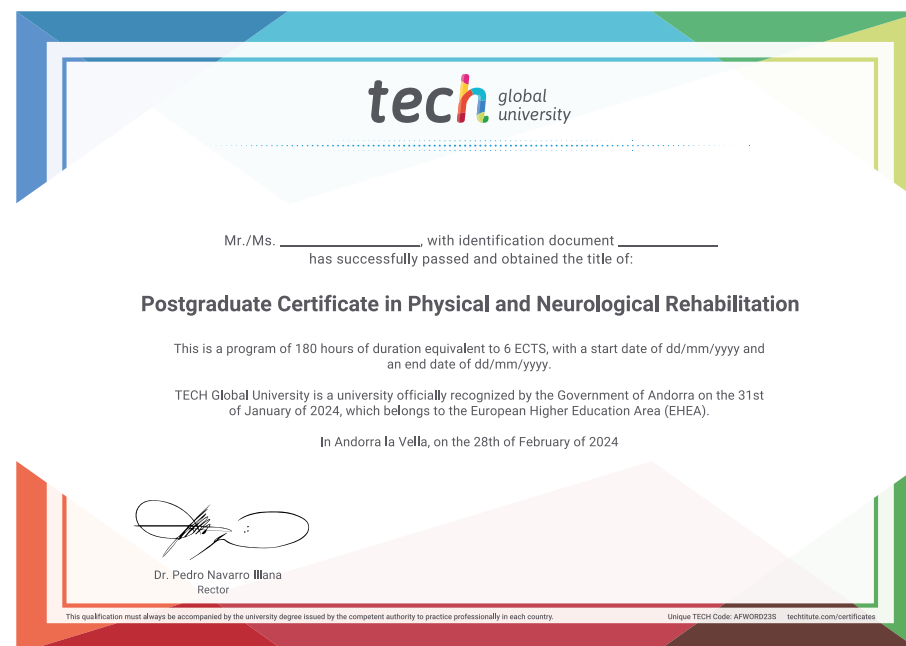 tech global university
Mr./Ms. __________________, with identification document _____________
has successfully passed and obtained the title of:
Postgraduate Certificate in Physical and Neurological Rehabilitation
This is a program of 180 hours of duration equivalent to 6 ECTS, with a start date of dd/mm/yyyy and
an end date of dd/mm/yyyy.
TECH Global University is a university officially recognized by the Government of Andorra on the 31st
of January of 2024, which belongs to the European Higher Education Area (EHEA).
In Andorra la Vella, on the 28th of February of 2024
Dr. Pedro Navarro Illana
Rector
This qualification must always be accompanied by the university degree issued by the competent authority to practice professionally in each country.
Unique TECH Code: AFWORD23S techtitute.com/certificates